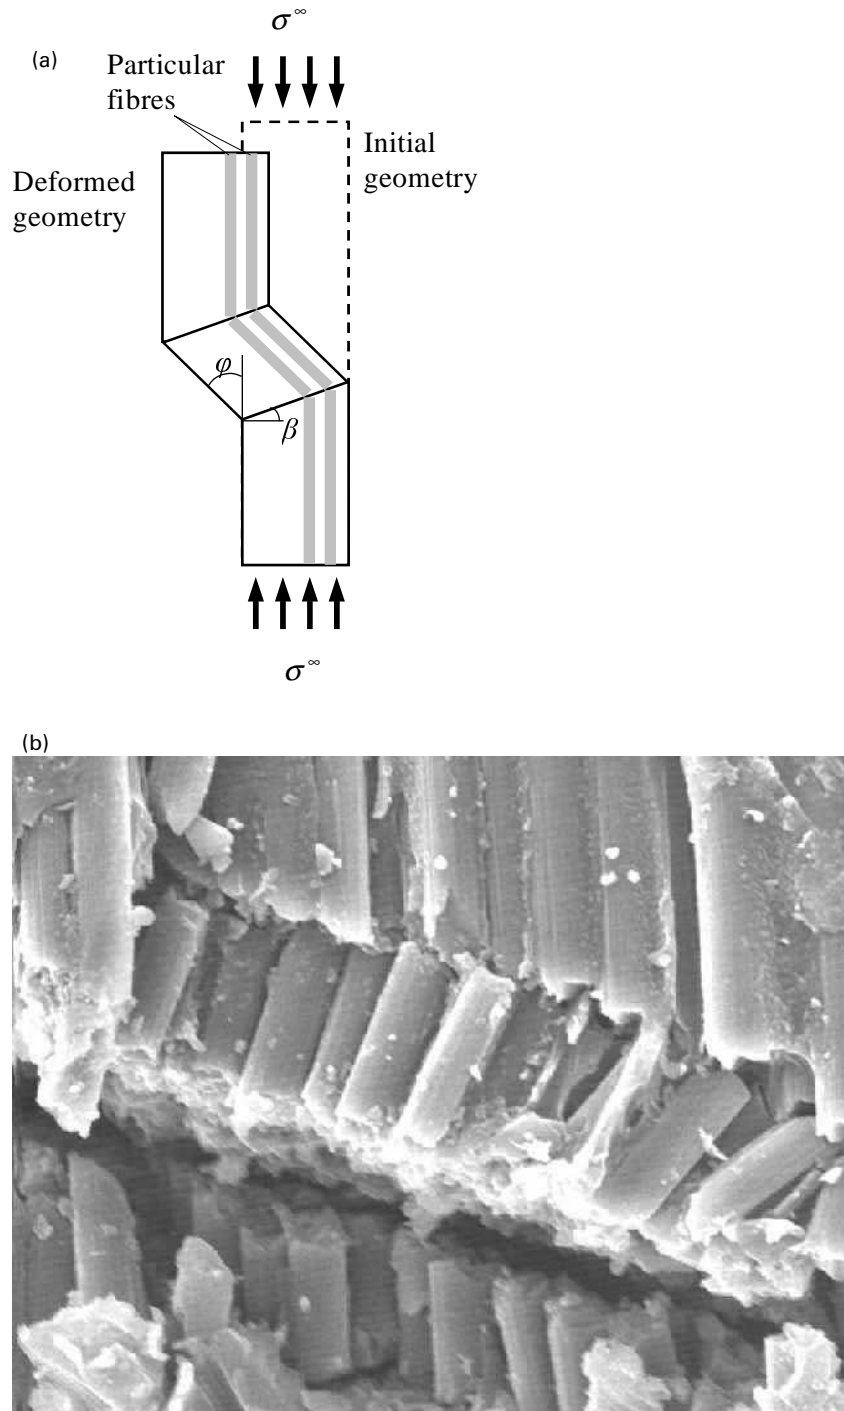 σ∞
(a)
Particular
fibres
Initial
geometry
Deformed
geometry
φ
β
σ∞
(b)